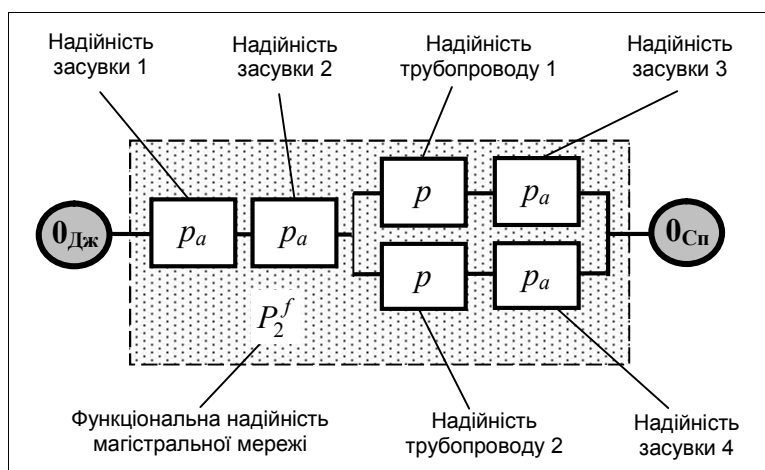 Надійність
засувки 1
Надійність
засувки 2
Надійність
трубопроводу 1
Надійність
засувки 3
0Дж
pₐ
pₐ
p
pₐ
p
pₐ
0Сп
P₂ᶠ
Функціональна надійність
магістральної мережі
Надійність
трубопроводу 2
Надійність
засувки 4